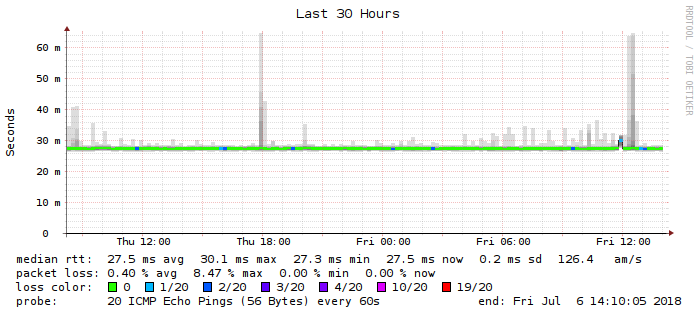 Last 30 Hours
RRDTOOL / TOBI OETIKER
Seconds
60 m
50 m
40 m
30 m
20 m
10 m
0
Thu 12:00 Thu 18:00 Fri 00:00 Fri 06:00 Fri 12:00
median rtt: 27.5 ms avg 30.1 ms max 27.3 ms min 27.5 ms now 0.2 ms sd 126.4 am/s
packet loss: 0.40 % avg 8.47 % max 0.00 % min 0.00 % now
loss color: 0 1/20 2/20 3/20 4/20 10/20 19/20
probe: 20 ICMP Echo Pings (56 Bytes) every 60s end: Fri Jul 6 14:10:05 2018